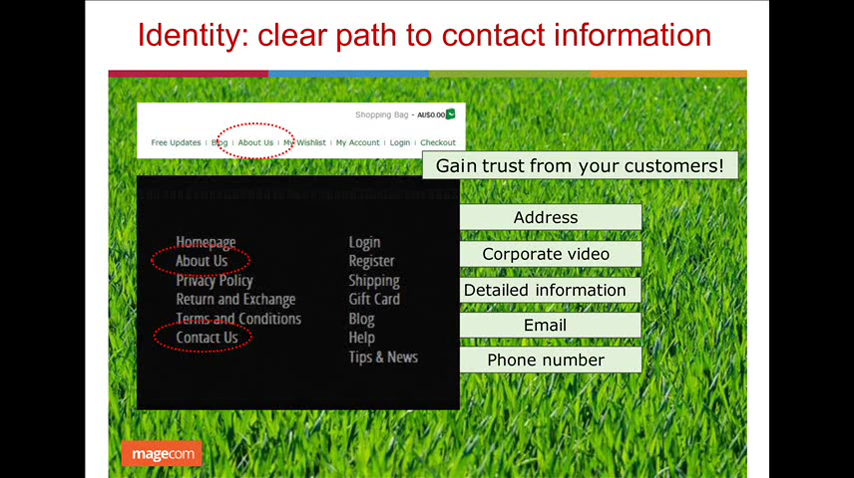 Identity: clear path to contact information
Shopping Bag - AU$0.00
Free Updates | Blog | About Us | My Wishlist | My Account | Login | Checkout
Gain trust from your customers!
Homepage
About Us
Privacy Policy
Return and Exchange
Terms and Conditions
Contact Us
Login
Register
Shipping
Gift Card
Blog
Help
Tips & News
Address
Corporate video
Detailed information
Email
Phone number
magecom